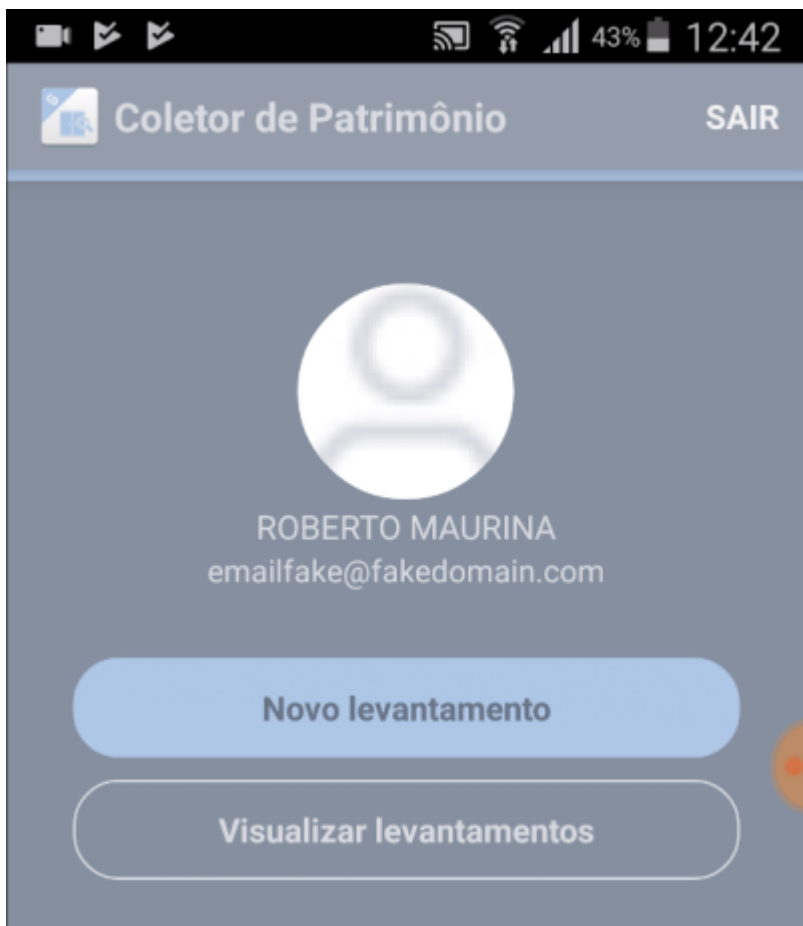 43% 12:42
Coletor de Patrimônio SAIR
ROBERTO MAURINA
emailfake@fakedomain.com
Novo levantamento
Visualizar levantamentos